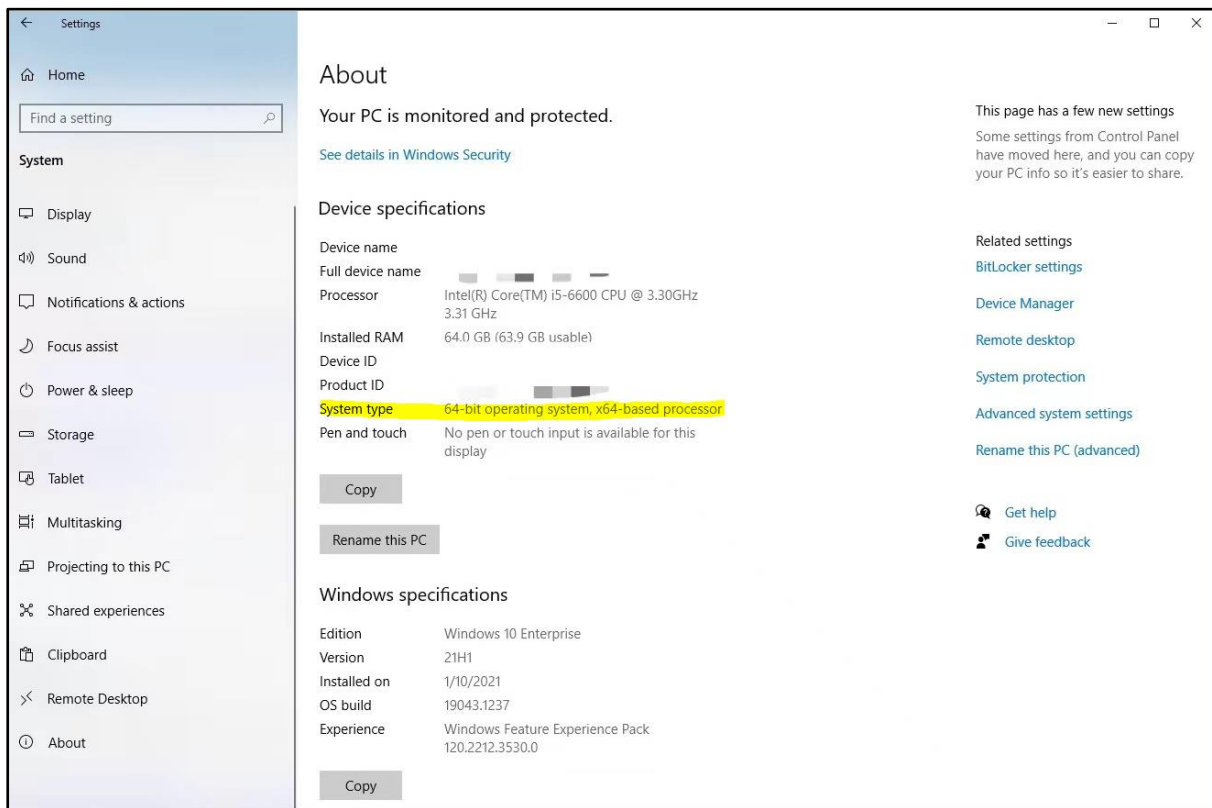 Settings
Home
Find a setting
System
Display
Sound
Notifications & actions
Focus assist
Power & sleep
Storage
Tablet
Multitasking
Projecting to this PC
Shared experiences
Clipboard
Remote Desktop
About
About
Your PC is monitored and protected.
See details in Windows Security
Device specifications
Device name
Full device name
Processor Intel(R) Core(TM) i5-6600 CPU @ 3.30GHz
3.31 GHz
Installed RAM 64.0 GB (63.9 GB usable)
Device ID
Product ID
System type 64-bit operating system, x64-based processor
Pen and touch No pen or touch input is available for this
display
Copy
Rename this PC
Windows specifications
Edition Windows 10 Enterprise
Version 21H1
Installed on 1/10/2021
OS build 19043.1237
Experience Windows Feature Experience Pack
120.2212.3530.0
Copy
This page has a few new settings
Some settings from Control Panel
have moved here, and you can copy
your PC info so it's easier to share.
Related settings
BitLocker settings
Device Manager
Remote desktop
System protection
Advanced system settings
Rename this PC (advanced)
Get help
Give feedback